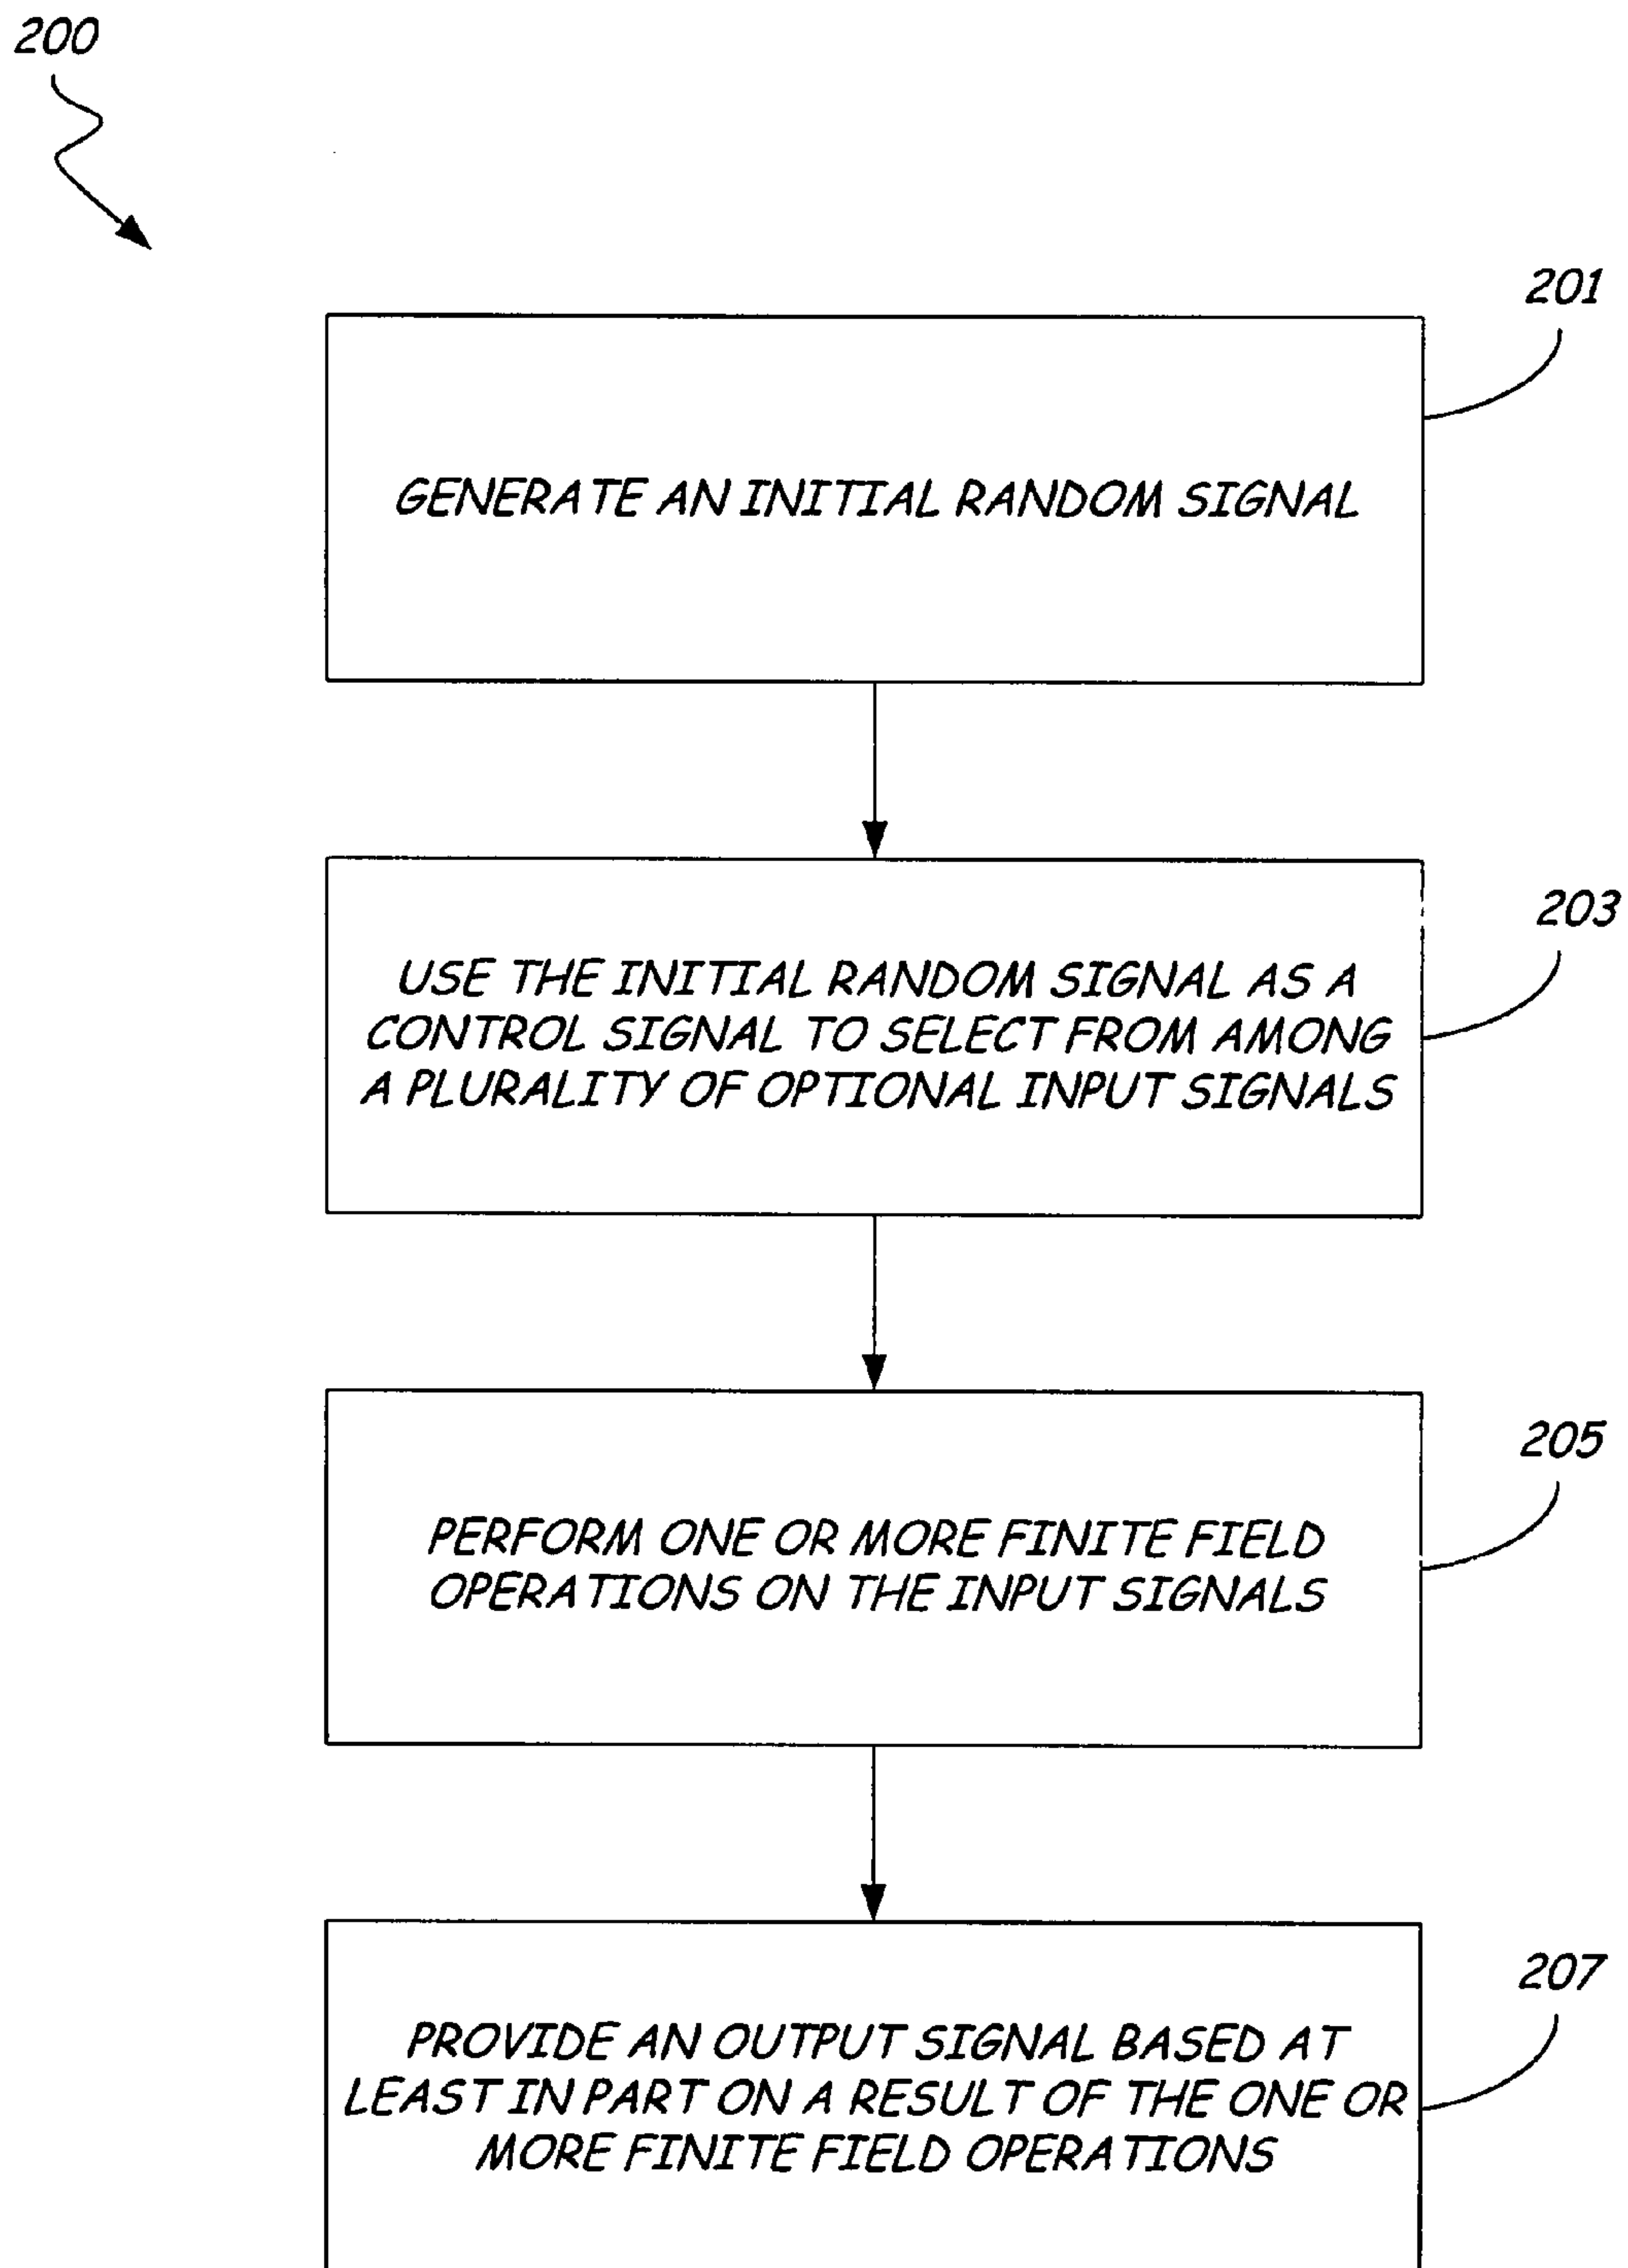 200
201
GENERATE AN INITIAL RANDOM SIGNAL
203
USE THE INITIAL RANDOM SIGNAL AS A
CONTROL SIGNAL TO SELECT FROM AMONG
A PLURALITY OF OPTIONAL INPUT SIGNALS
205
PERFORM ONE OR MORE FINITE FIELD
OPERATIONS ON THE INPUT SIGNALS
207
PROVIDE AN OUTPUT SIGNAL BASED AT
LEAST IN PART ON A RESULT OF THE ONE OR
MORE FINITE FIELD OPERATIONS